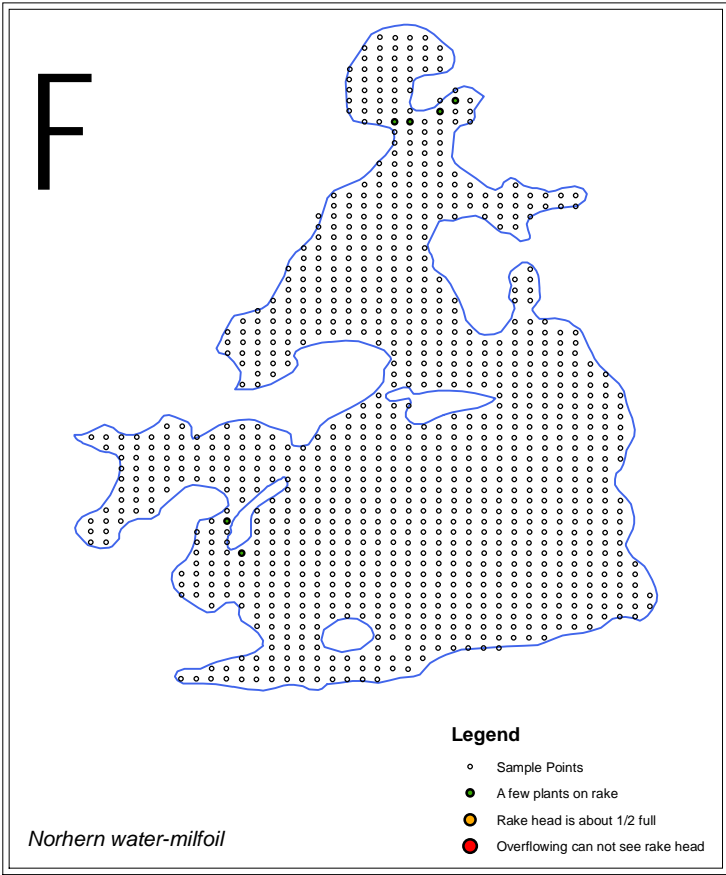 F
Legend
Sample Points
A few plants on rake
Rake head is about 1/2 full
Overflowing can not see rake head
Norhern water-milfoil